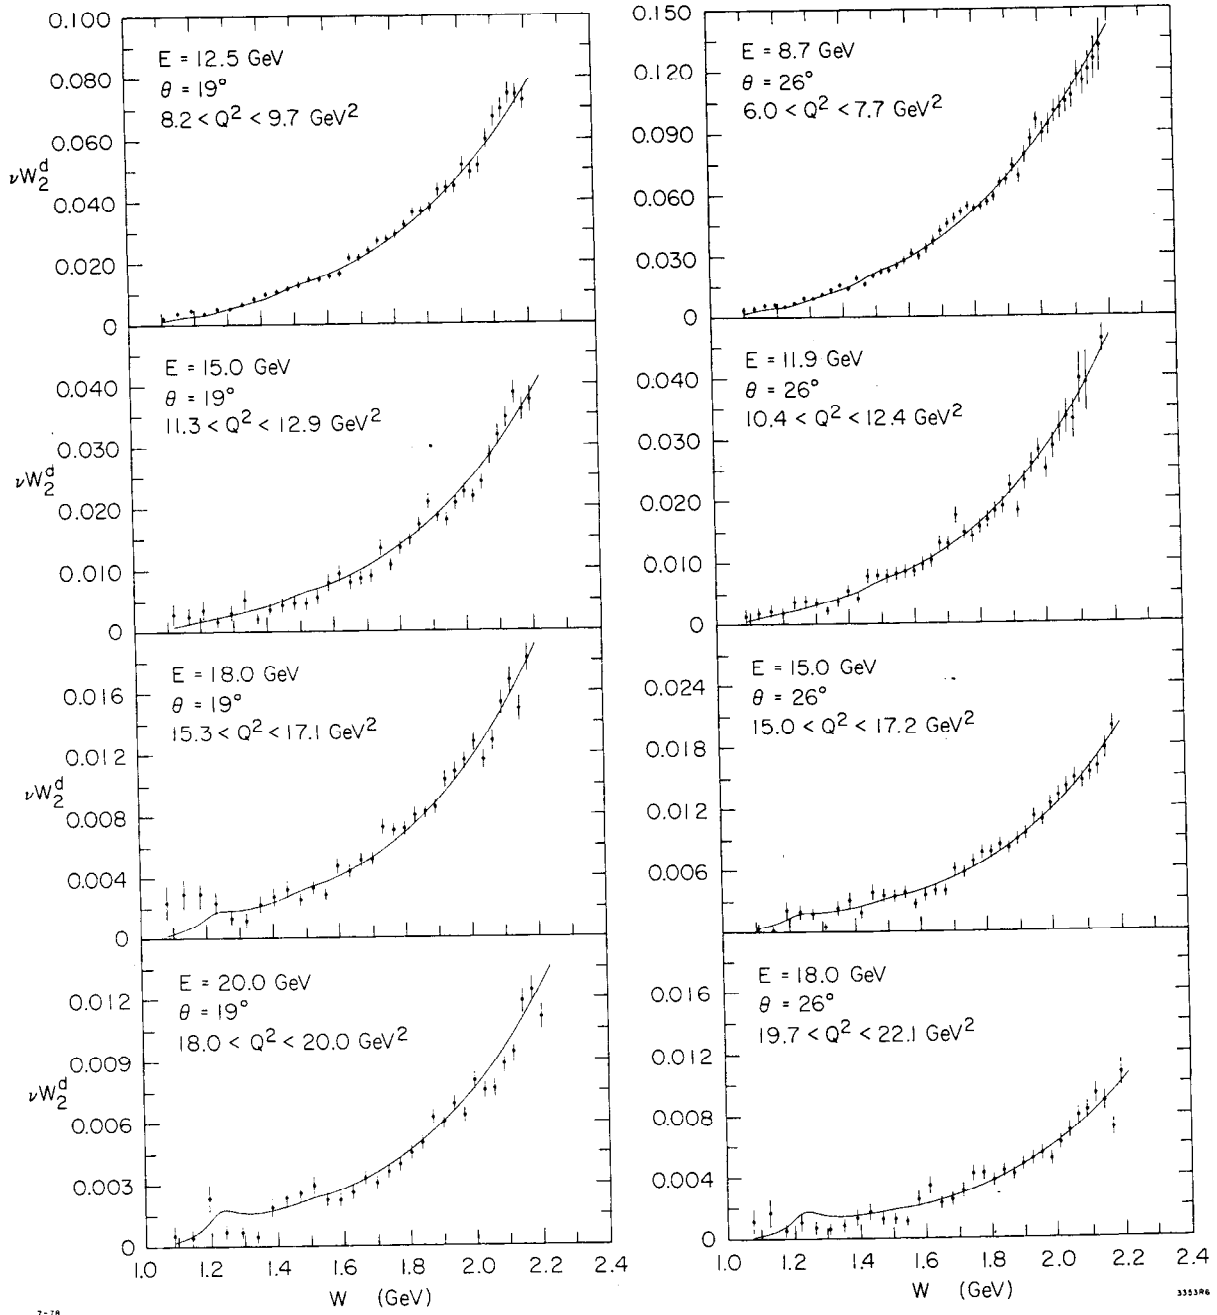 0.100
E = 12.5 GeV
θ = 19°
8.2 < Q² < 9.7 GeV²
0.080
0.060
νW₂ᵈ
0.040
0.020
0
E = 15.0 GeV
θ = 19°
11.3 < Q² < 12.9 GeV²
0.040
0.030
νW₂ᵈ
0.020
0.010
0
E = 18.0 GeV
θ = 19°
15.3 < Q² < 17.1 GeV²
0.016
0.012
νW₂ᵈ
0.008
0.004
0
E = 20.0 GeV
θ = 19°
18.0 < Q² < 20.0 GeV²
0.012
0.009
νW₂ᵈ
0.006
0.003
0
1.0 1.2 1.4 1.6 1.8 2.0 2.2 2.4
W (GeV)
0.150
E = 8.7 GeV
θ = 26°
6.0 < Q² < 7.7 GeV²
0.120
0.090
0.060
0.030
0
E = 11.9 GeV
θ = 26°
10.4 < Q² < 12.4 GeV²
0.040
0.030
0.020
0.010
0
E = 15.0 GeV
θ = 26°
15.0 < Q² < 17.2 GeV²
0.024
0.018
0.012
0.006
0
E = 18.0 GeV
θ = 26°
19.7 < Q² < 22.1 GeV²
0.016
0.012
0.008
0.004
0
1.0 1.2 1.4 1.6 1.8 2.0 2.2 2.4
W (GeV)
7-78
3353R6